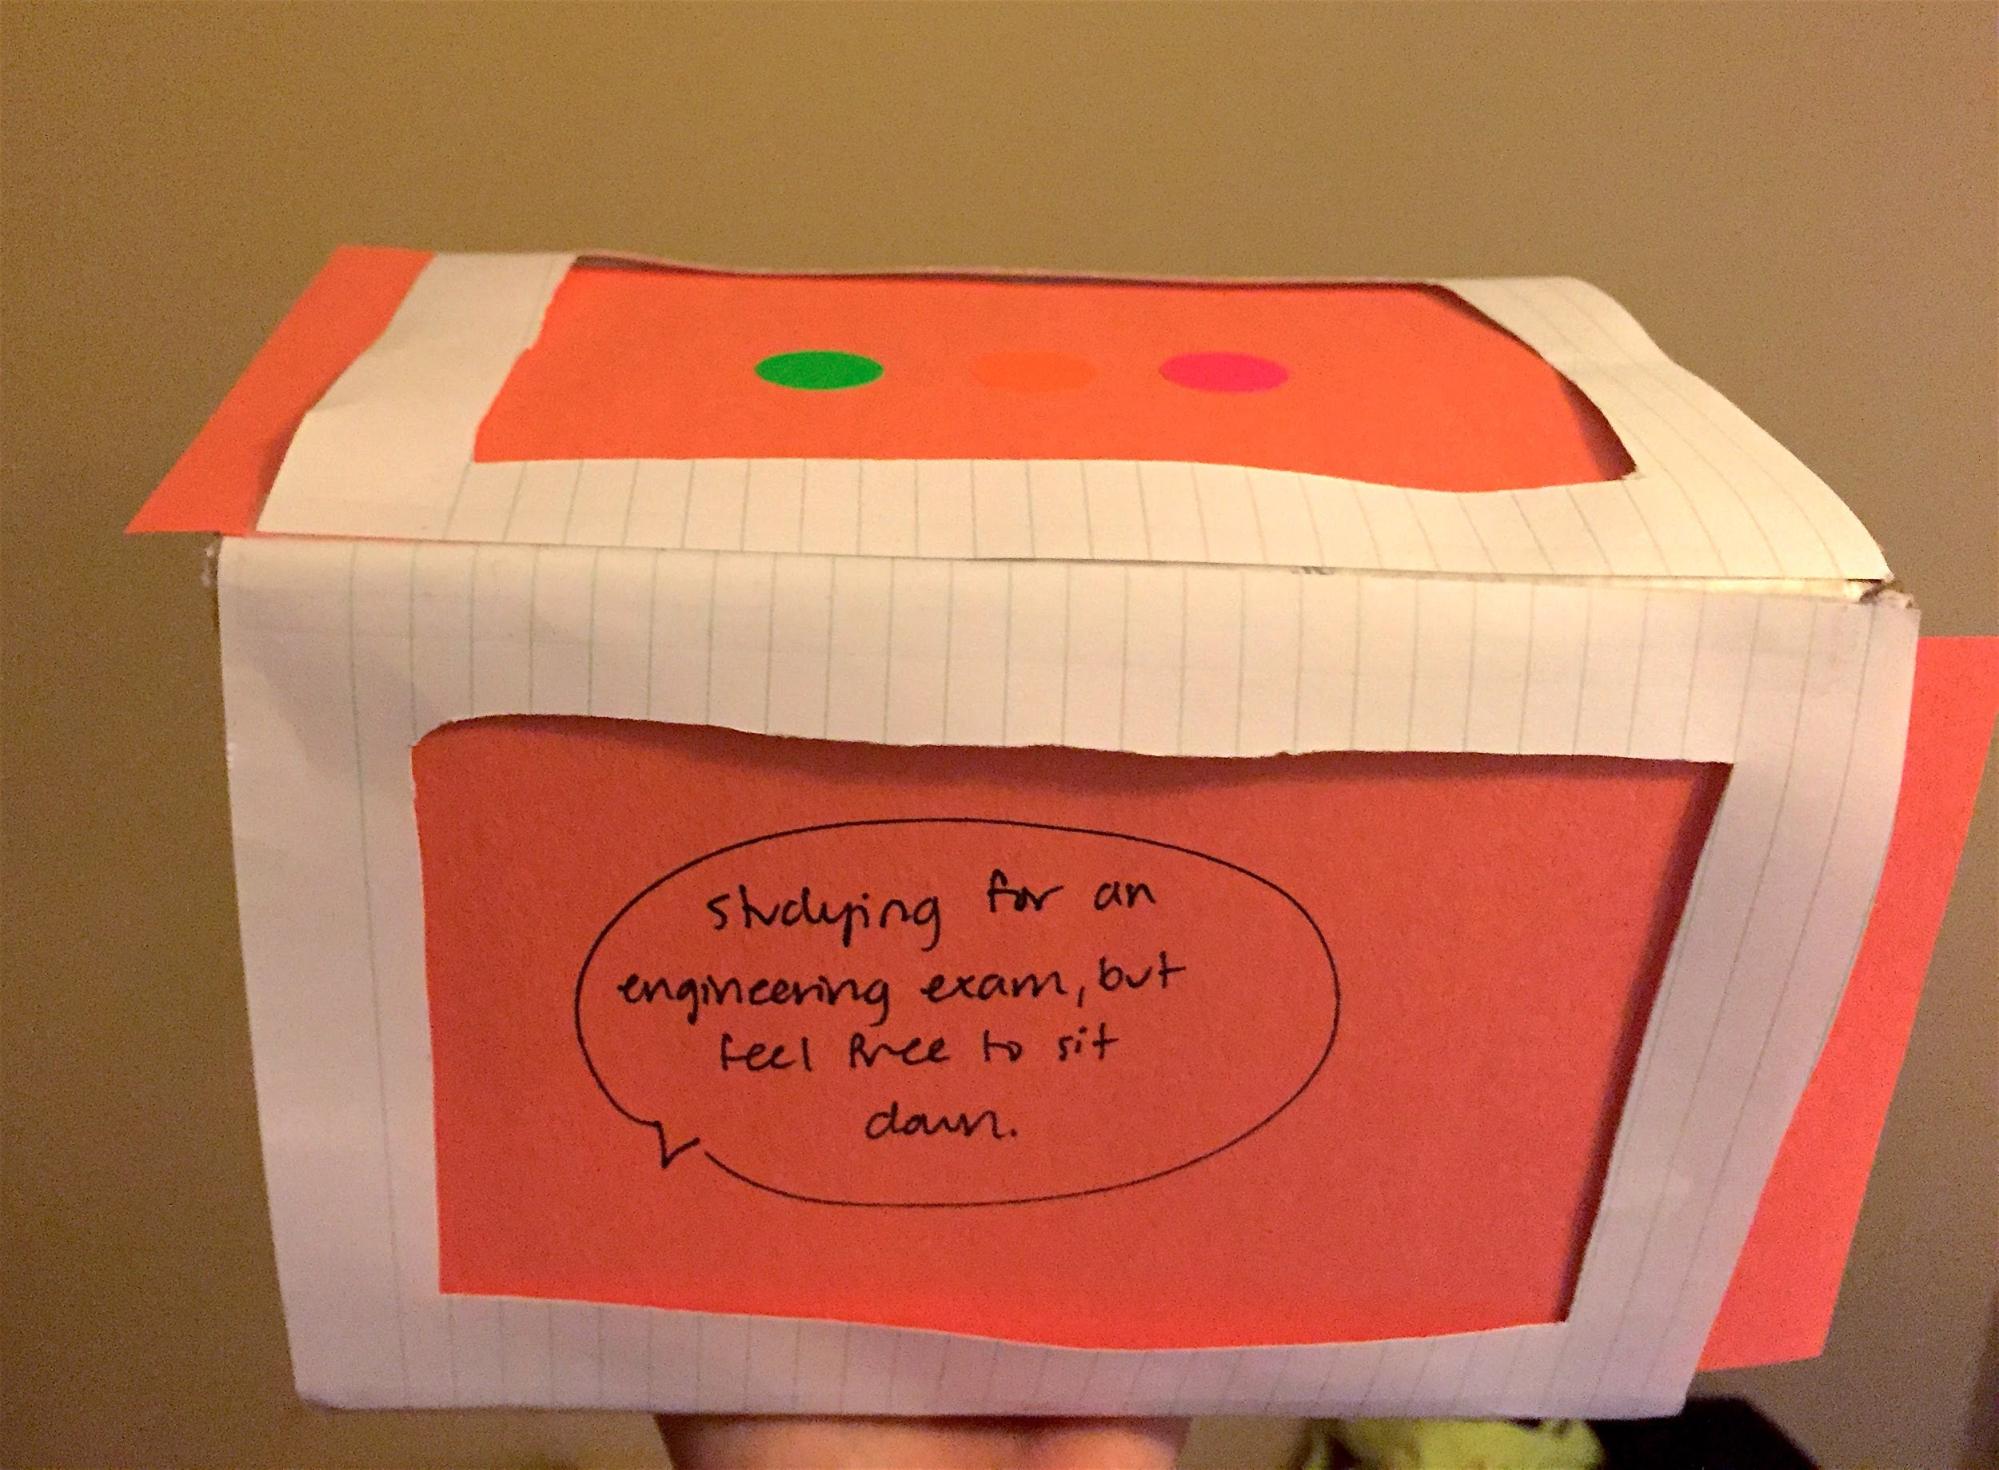 studying for an
engineering exam, but
feel free to sit
down.